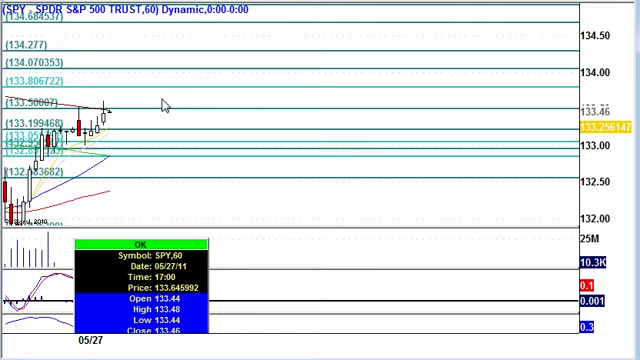 (SPY - SPDR S&P 500 TRUST,60) Dynamic,0:00-0:00
(134.684537)
134.50
(134.277)
(134.070353)
134.00
(133.806722)
(133.50007)
133.46
(133.199468)
133.256147
133.00
132.50
132.00
25M
10.3K
0.1
0.001
0.3
OK
Symbol: SPY,60
Date: 05/27/11
Time: 17:00
Price: 133.645992
Open 133.44
High 133.48
Low 133.44
Close 133.46
05/27